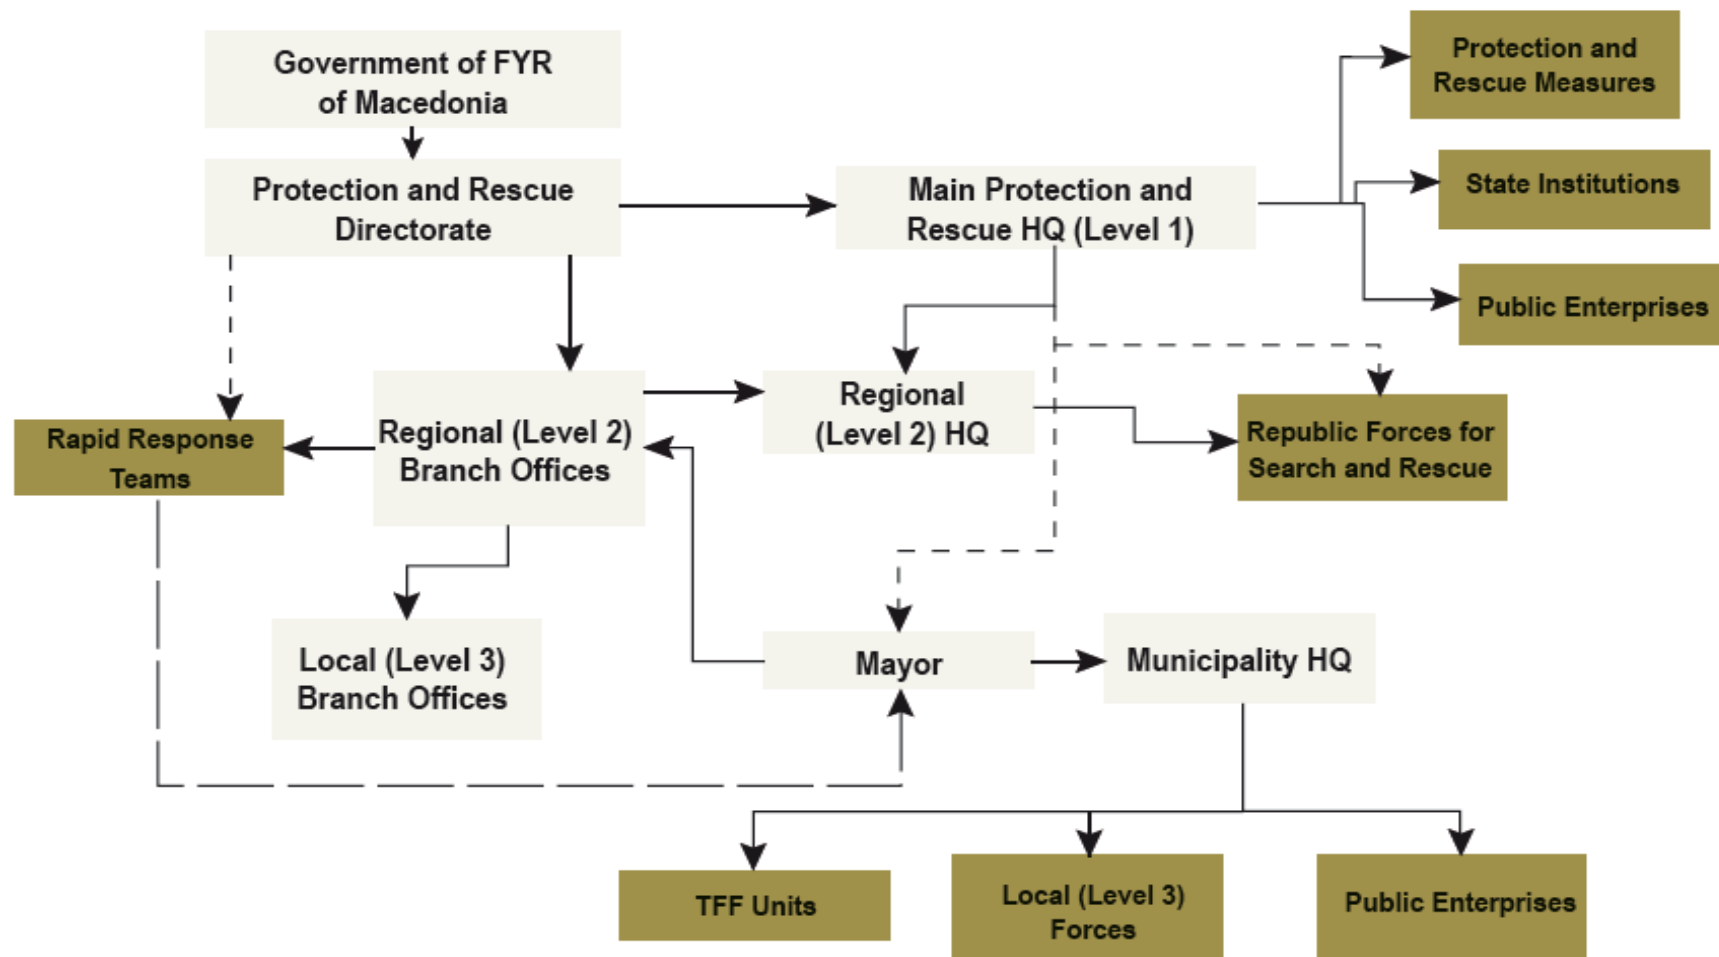 Government of FYR
of Macedonia
Protection and Rescue
Directorate
Main Protection and
Rescue HQ (Level 1)
Protection and
Rescue Measures
State Institutions
Public Enterprises
Rapid Response
Teams
Regional (Level 2)
Branch Offices
Regional
(Level 2) HQ
Republic Forces for
Search and Rescue
Local (Level 3)
Branch Offices
Mayor
Municipality HQ
TFF Units
Local (Level 3)
Forces
Public Enterprises